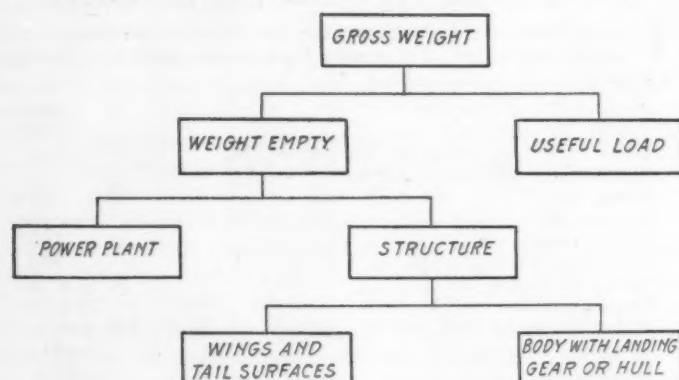 GROSS WEIGHT
WEIGHT EMPTY
USEFUL LOAD
POWER PLANT
STRUCTURE
WINGS AND
TAIL SURFACES
BODY WITH LANDING
GEAR OR HULL